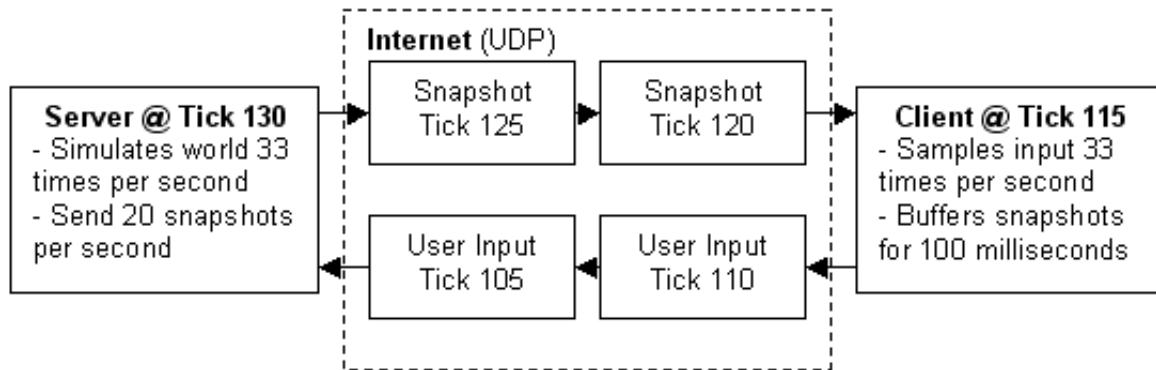 Internet (UDP)
Server @ Tick 130
- Simulates world 33
times per second
- Send 20 snapshots
per second
Snapshot
Tick 125
Snapshot
Tick 120
User Input
Tick 105
User Input
Tick 110
Client @ Tick 115
- Samples input 33
times per second
- Buffers snapshots
for 100 milliseconds